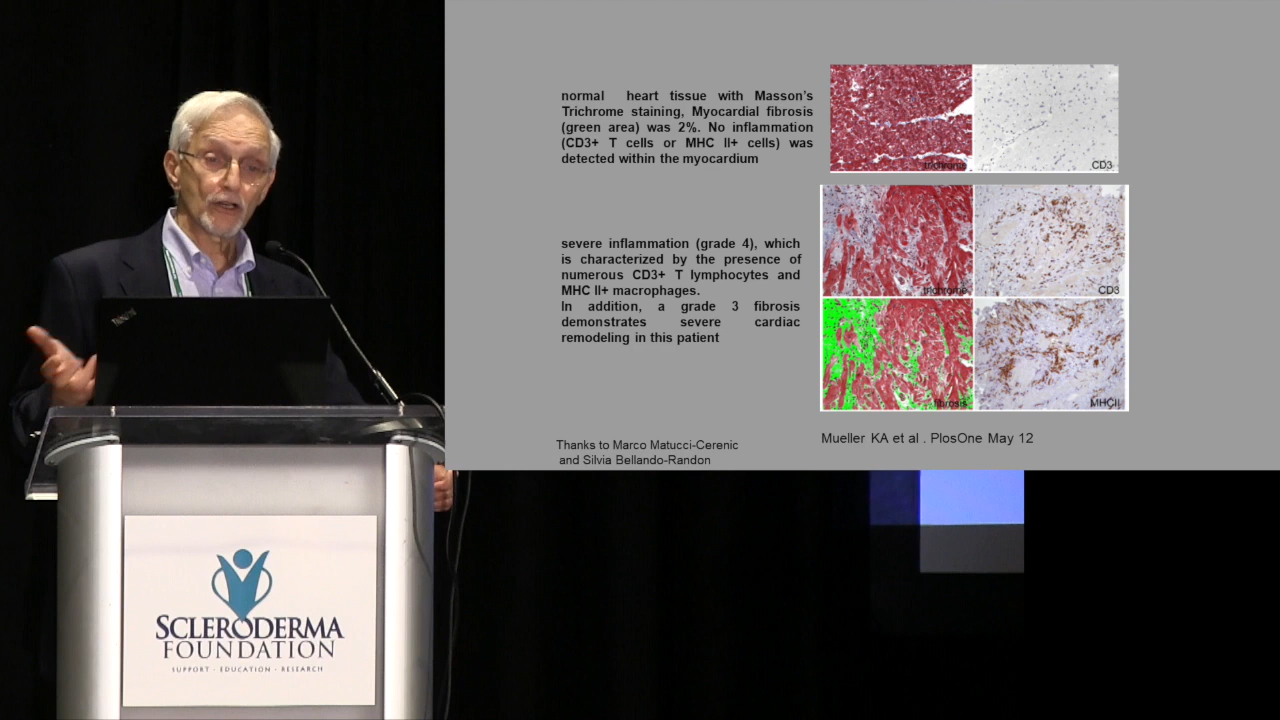 normal heart tissue with Masson's
Trichrome staining, Myocardial fibrosis
(green area) was 2%. No inflammation
(CD3+ T cells or MHC II+ cells) was
detected within the myocardium
trichrome
CD3
severe inflammation (grade 4), which
is characterized by the presence of
numerous CD3+ T lymphocytes and
MHC II+ macrophages.
In addition, a grade 3 fibrosis
demonstrates severe cardiac
remodeling in this patient
trichrome
CD3
fibrosis
MHCII
Mueller KA et al . PlosOne May 12
Thanks to Marco Matucci-Cerenic
and Silvia Bellando-Randon
ThinkPad
SCLERODERMA
FOUNDATION
SUPPORT · EDUCATION · RESEARCH